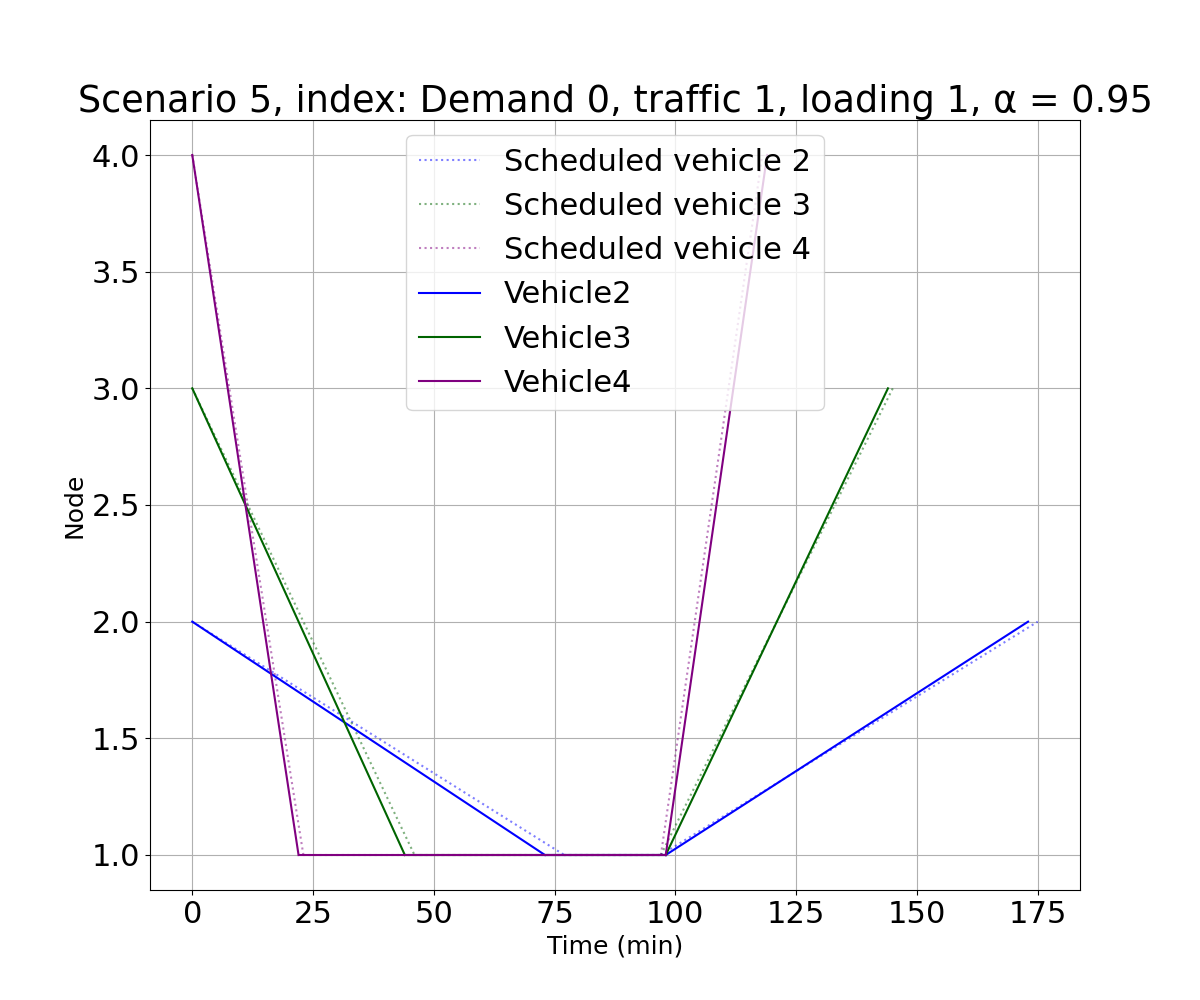 Scenario 5, index: Demand 0, traffic 1, loading 1, α = 0.95
4.0
3.5
3.0
2.5
2.0
1.5
1.0
Node
Scheduled vehicle 2
Scheduled vehicle 3
Scheduled vehicle 4
Vehicle2
Vehicle3
Vehicle4
0 25 50 75 100 125 150 175
Time (min)